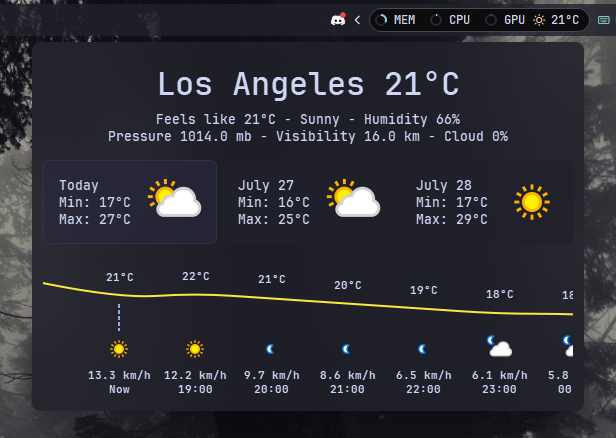 MEM CPU GPU 21°C
Los Angeles 21°C
Feels like 21°C - Sunny - Humidity 66%
Pressure 1014.0 mb - Visibility 16.0 km - Cloud 0%
Today
Min: 17°C
Max: 27°C
July 27
Min: 16°C
Max: 25°C
July 28
Min: 17°C
Max: 29°C
21°C 22°C 21°C 20°C 19°C 18°C 18
13.3 km/h 12.2 km/h 9.7 km/h 8.6 km/h 6.5 km/h 6.1 km/h 5.8
Now 19:00 20:00 21:00 22:00 23:00 00